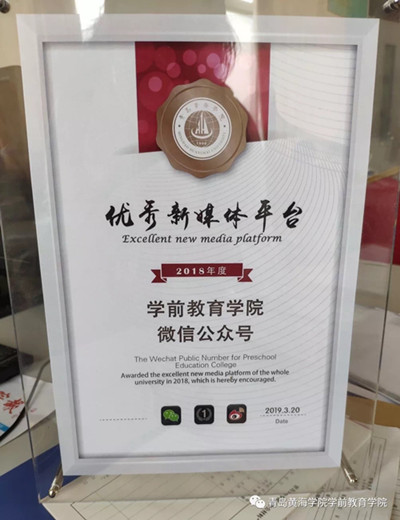 优秀新媒体平台
Excellent new media platform
2018年度
学前教育学院
微信公众号
The Wechat Public Number for Preschool
Education College
Awarded the excellent new media platform of the whole
university in 2018, which is hereby encouraged.
1
2019.3.20
Date
青岛黄海学院学前教育学院